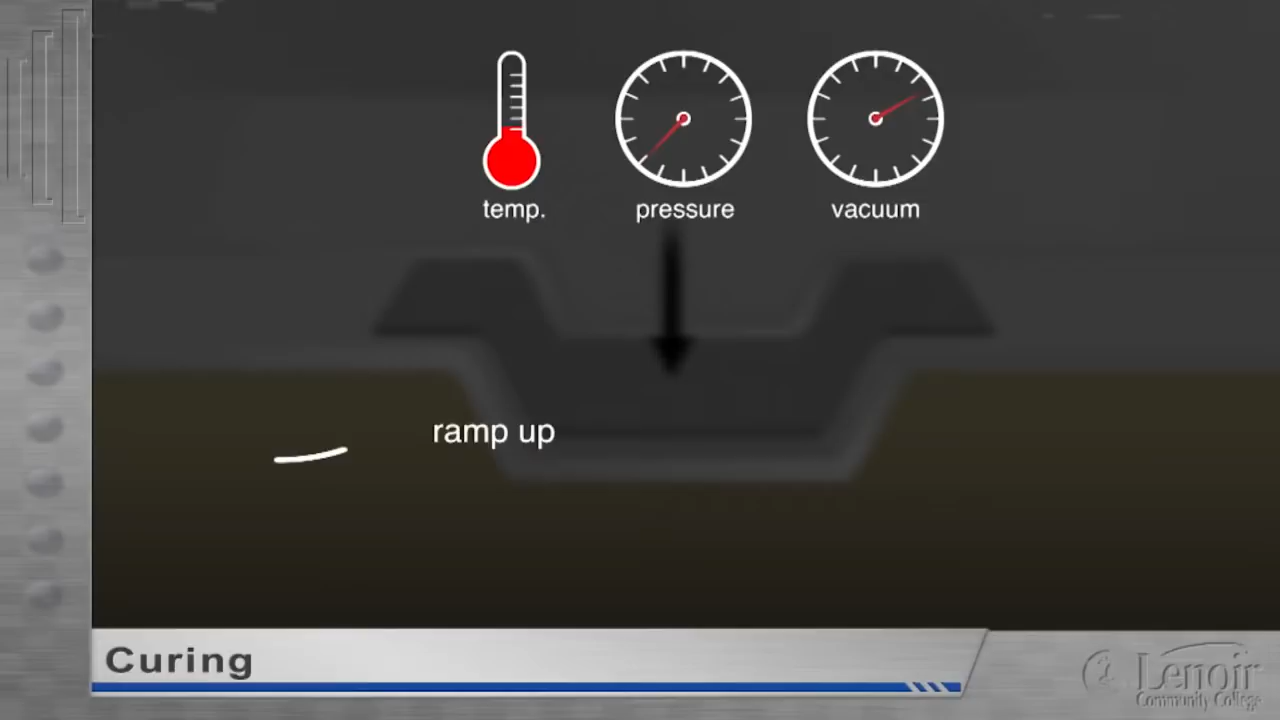 temp.
pressure
vacuum
ramp up
Curing
Lenoir
Community College